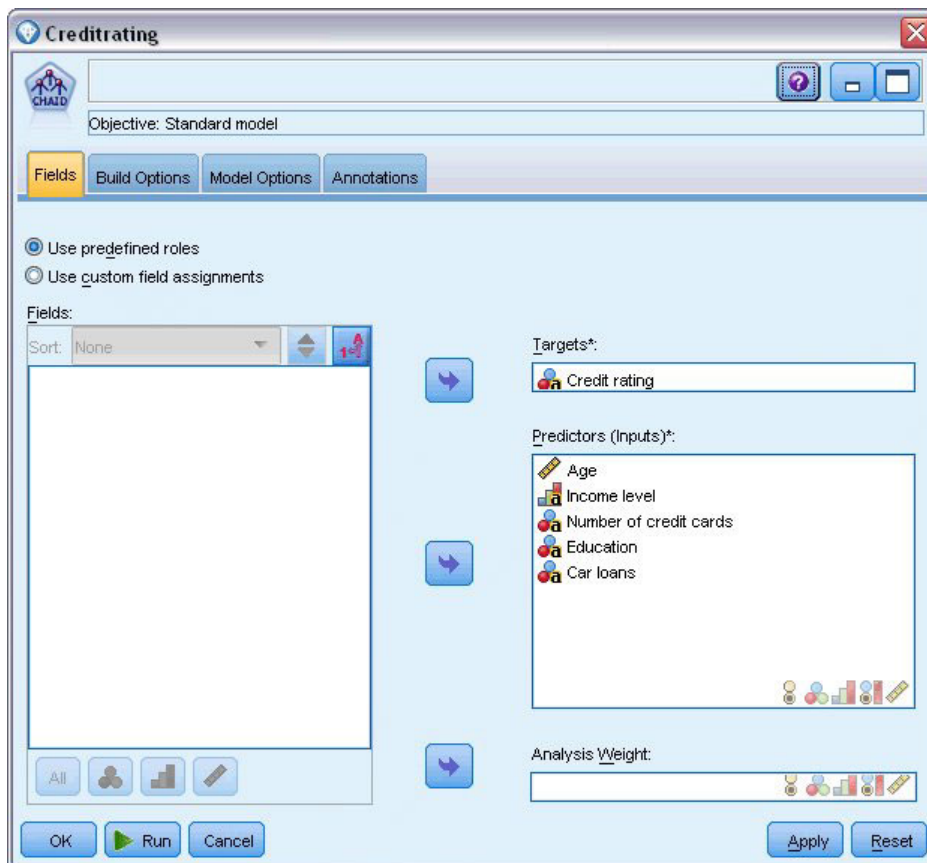 Creditrating
CHAID
Objective: Standard model
Fields Build Options Model Options Annotations
Use predefined roles
Use custom field assignments
Fields:
Sort: None
Targets*:
Credit rating
Predictors (Inputs)*:
Age
Income level
Number of credit cards
Education
Car loans
Analysis Weight:
All
OK Run Cancel Apply Reset